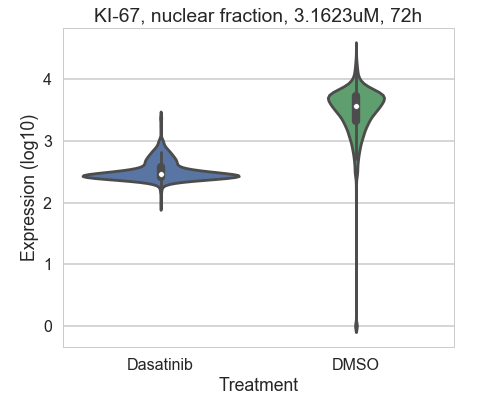 KI-67, nuclear fraction, 3.1623uM, 72h
Expression (log10)
4
3
2
1
0
Dasatinib DMSO
Treatment